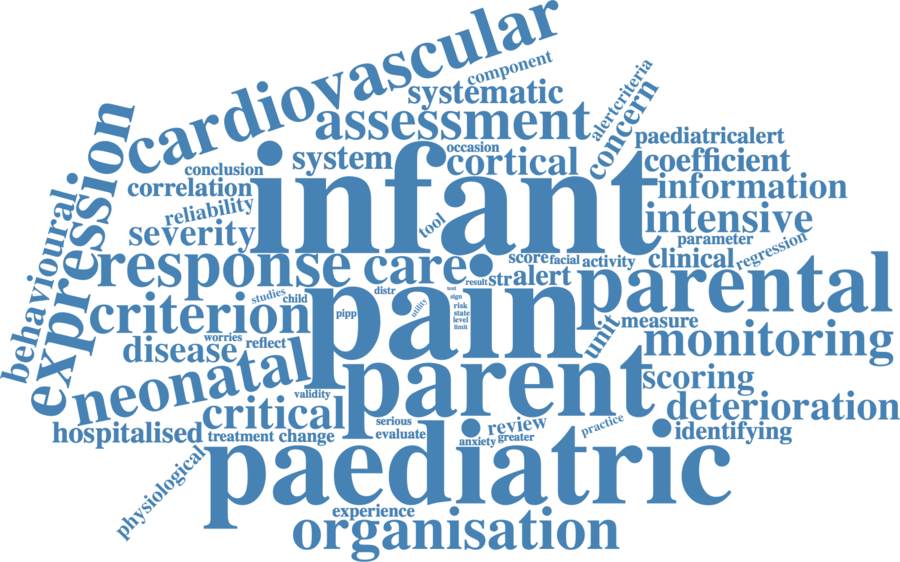 cardiovascular
component
systematic
alertcriteria
concern
assessment
occasion
paediatricalert
conclusion
system
cortical
coefficient
correlation
infant
information
behavioural
expression
reliability
tool
intensive
severity
parameter
regression
response care
score
facial
activity
clinical
result
str
alert
parental
studies
child
distr
tool
sign
utility
risk
state
level
limit
criterion
pipp
pain
unit
measure
worries
reflect
disease
monitoring
neonatal
parent
scoring
validity
critical
deterioration
hospitalised
treatment
change
serious
evaluate
review
practice
anxiety
greater
identifying
physiological
paediatric
experience
organisation